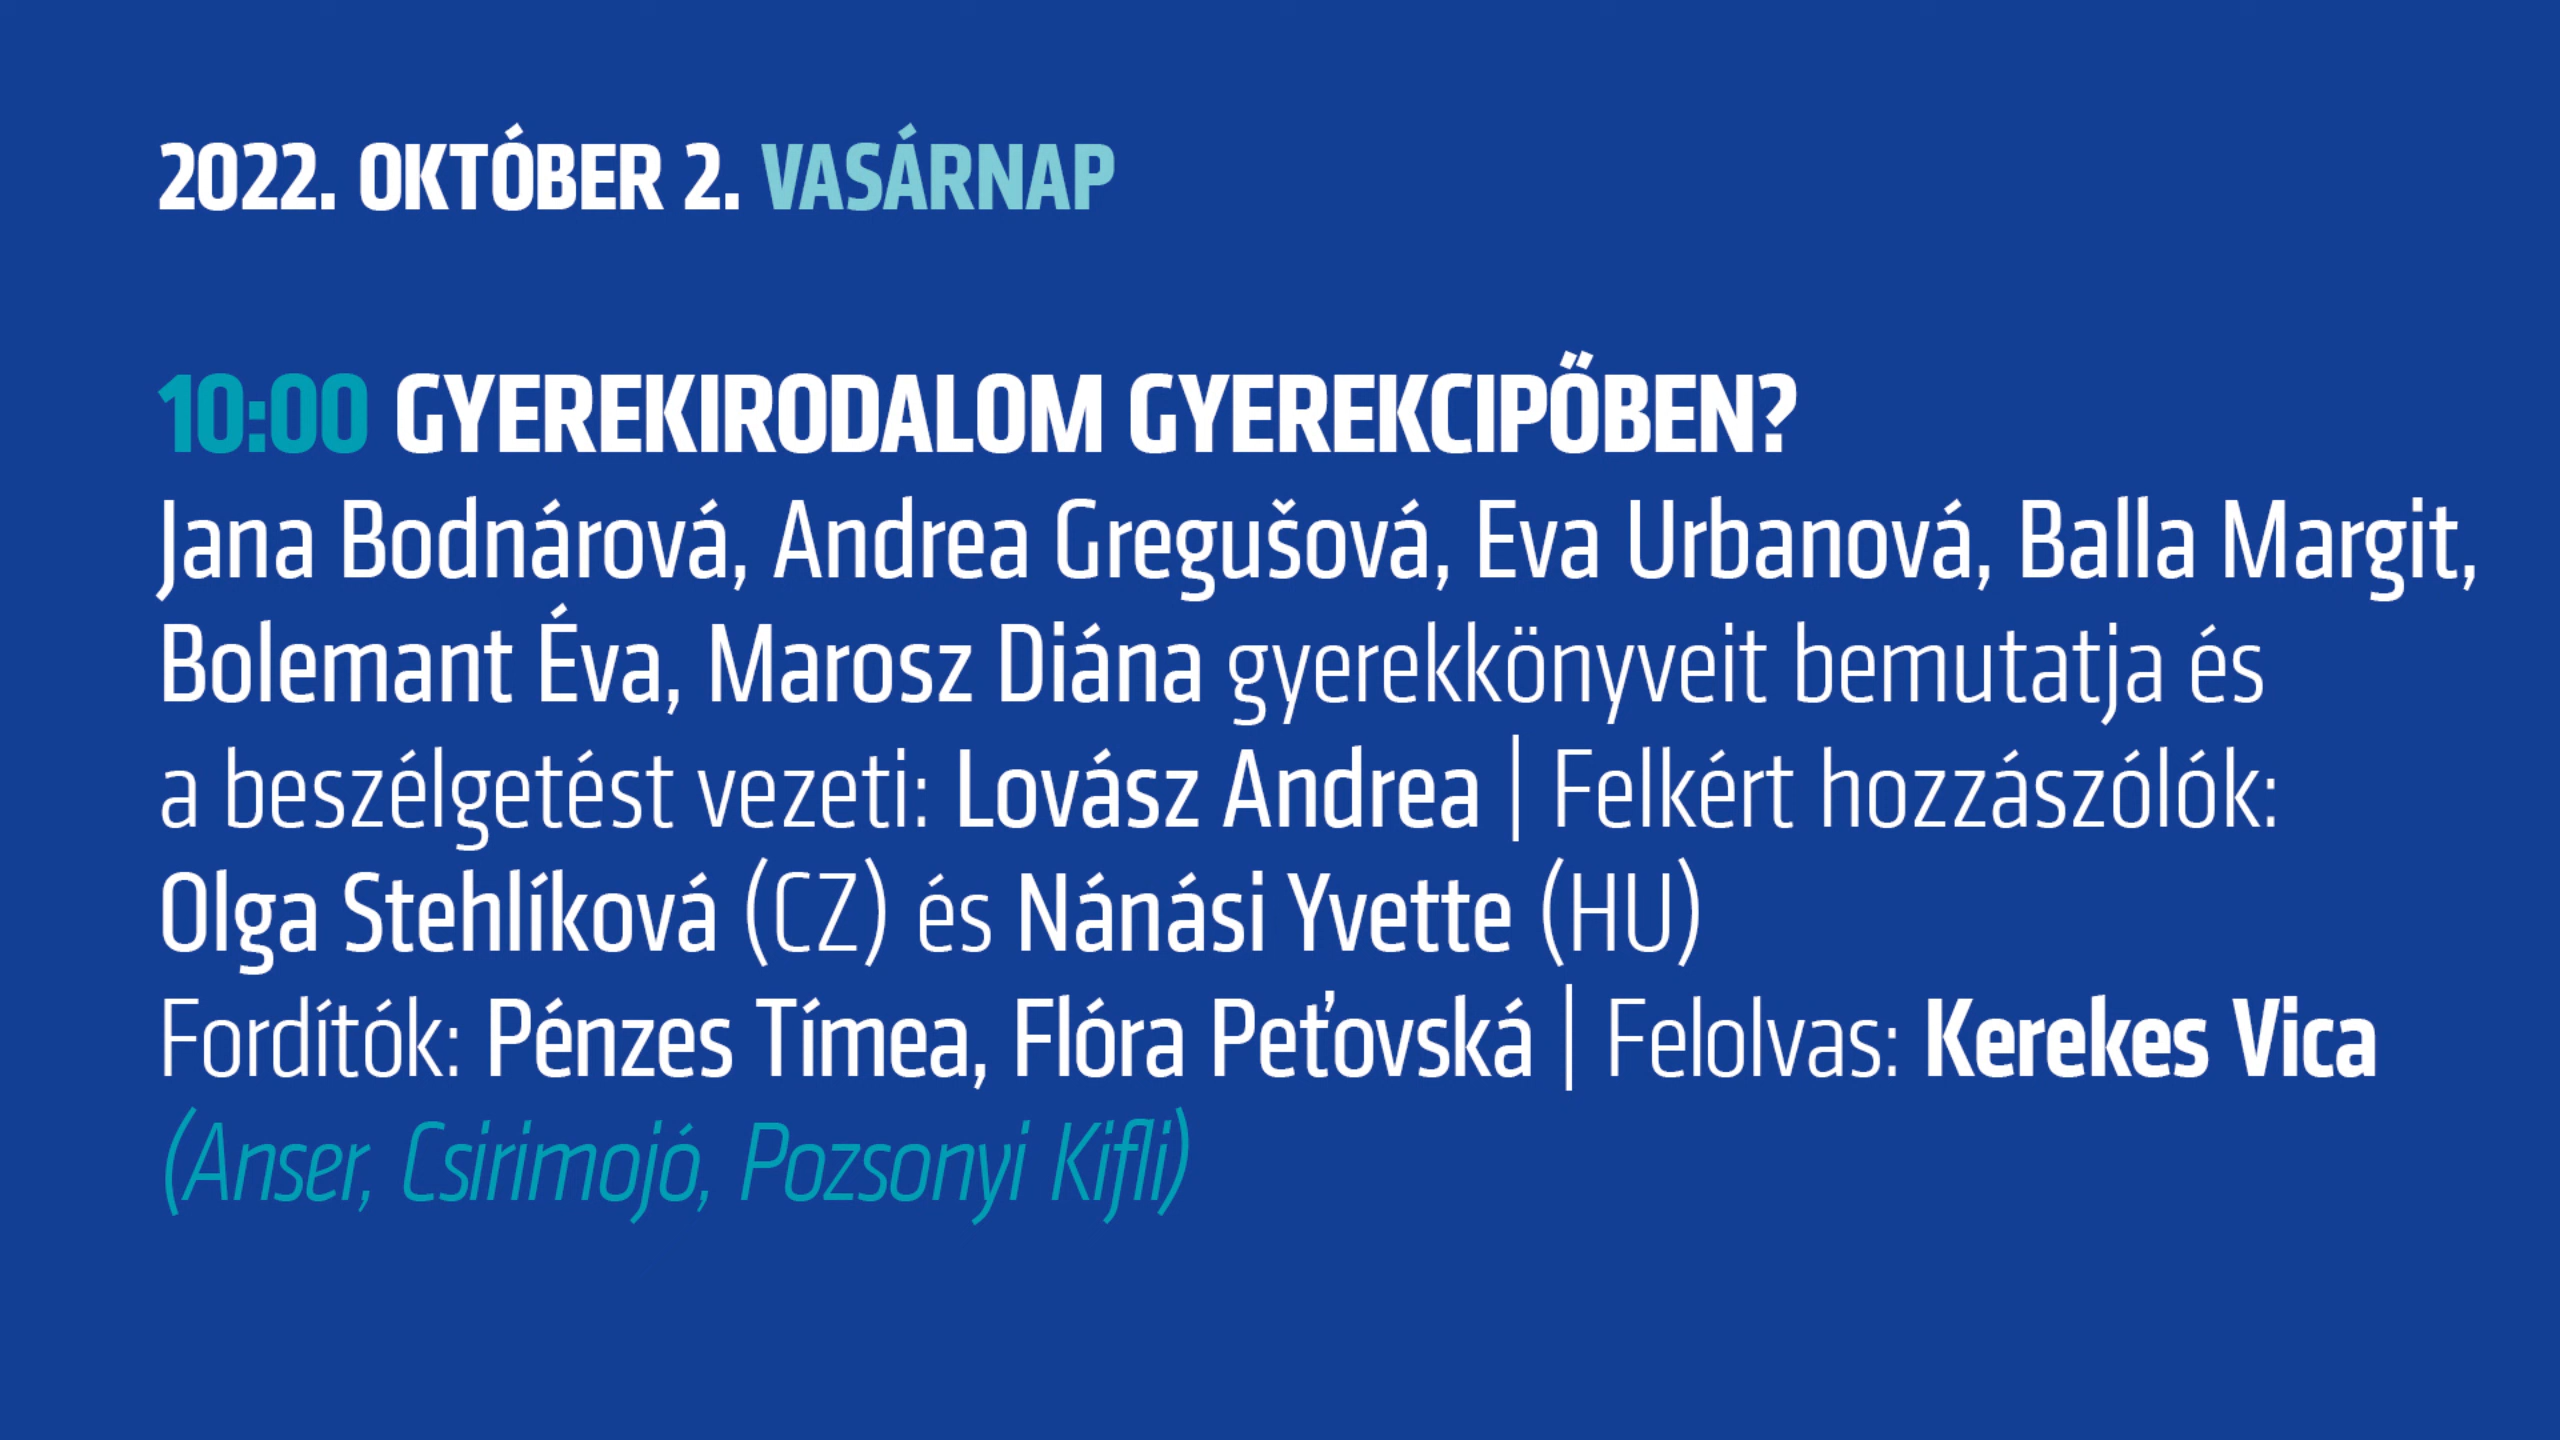 2022. OKTÓBER 2. VASÁRNAP
10:00 GYEREKIRODALOM GYEREKCIPŐBEN?
Jana Bodnárová, Andrea Gregušová, Eva Urbanová, Balla Margit,
Bolemant Éva, Marosz Diána gyerekkönyveit bemutatja és
a beszélgetést vezeti: Lovász Andrea | Felkért hozzászólók:
Olga Stehlíková (CZ) és Nánási Yvette (HU)
Fordítók: Pénzes Tímea, Flóra Peťovská | Felolvas: Kerekes Vica
(Anser, Csirimojó, Pozsonyi Kifli)